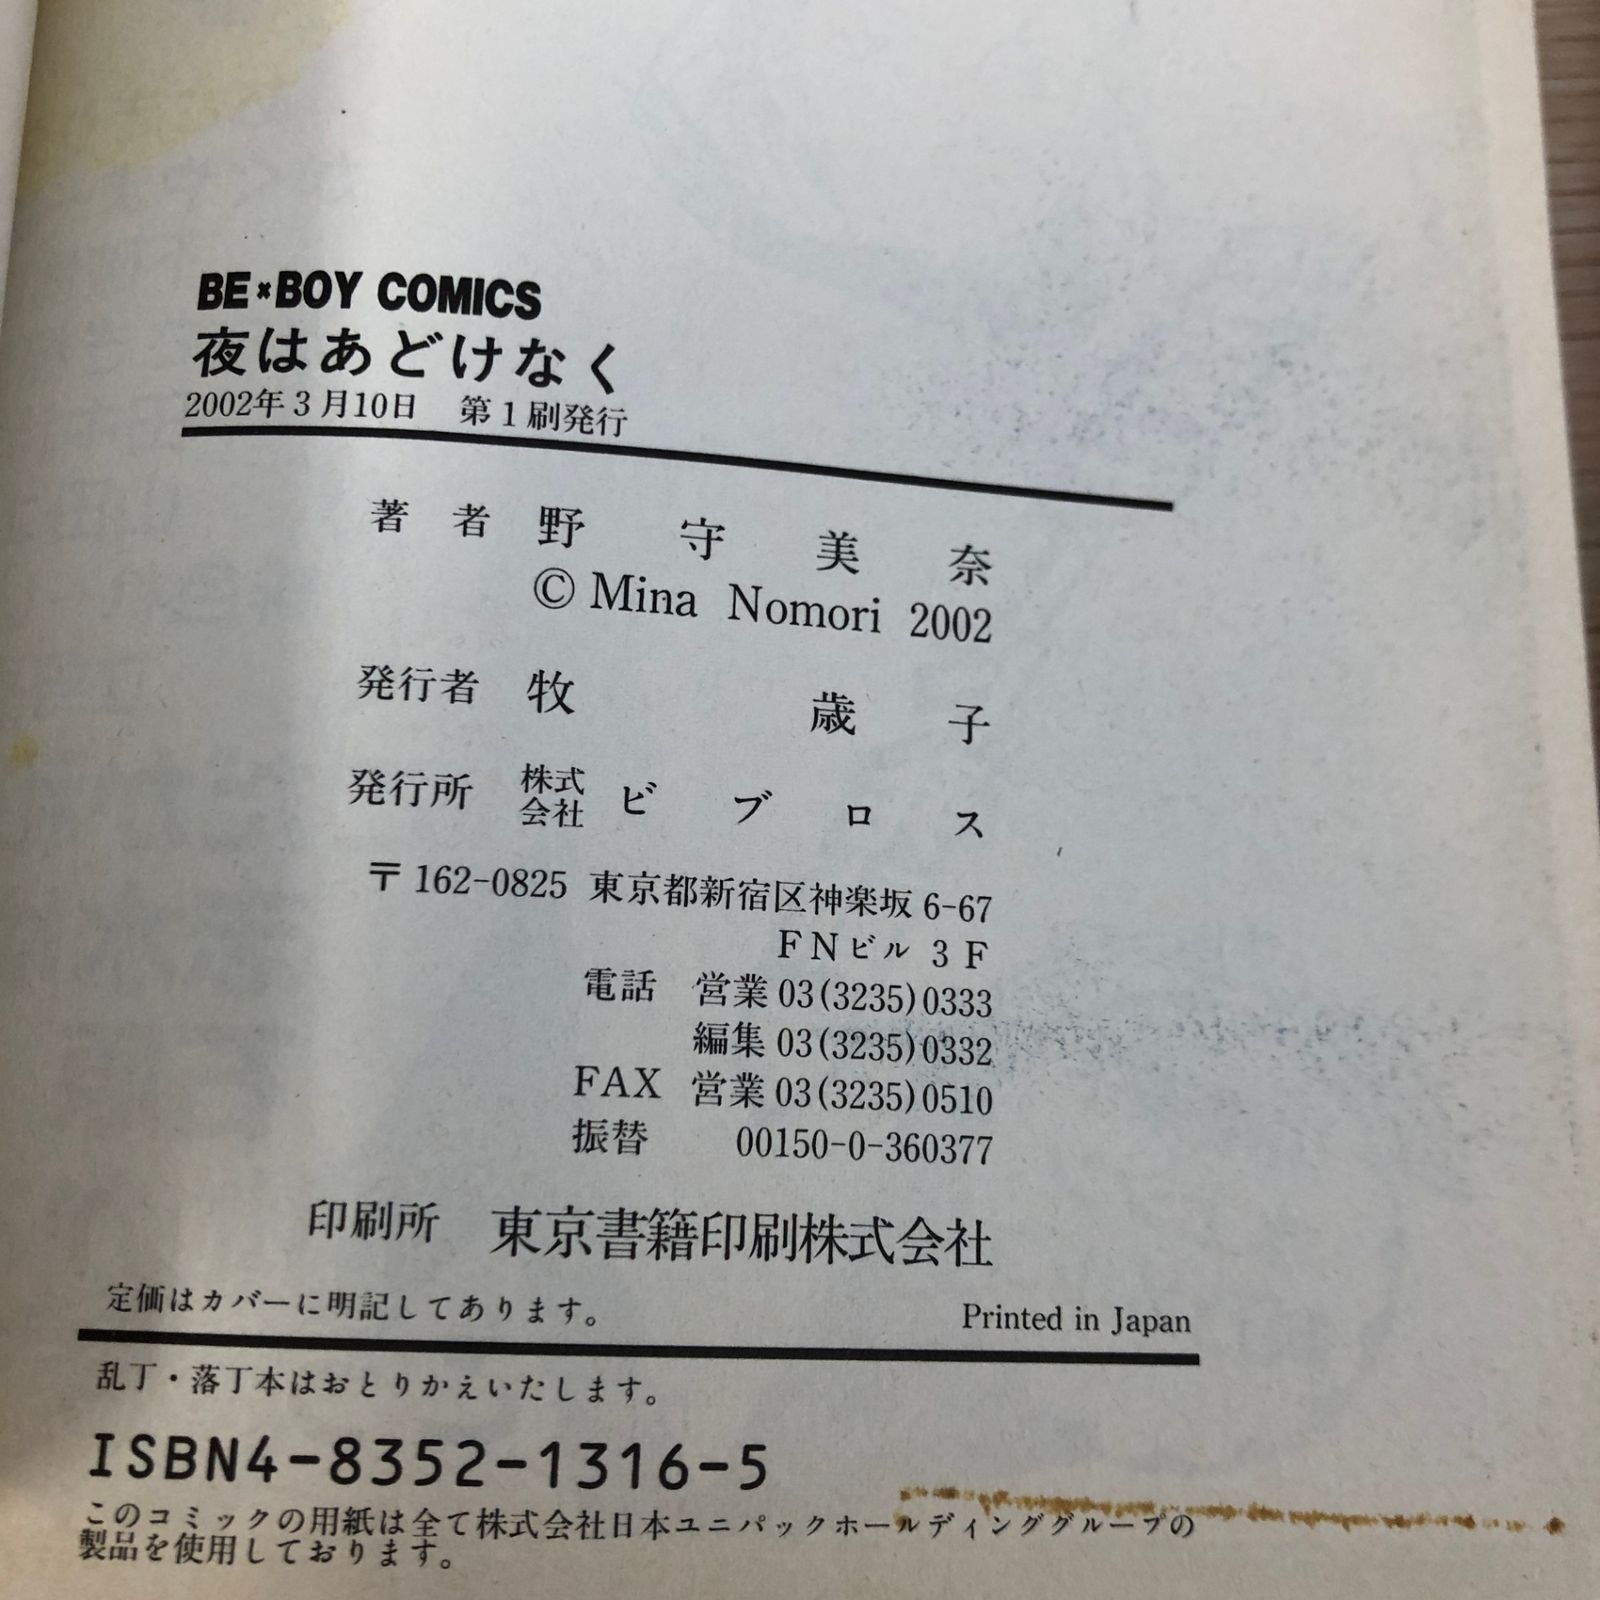 BE×BOY COMICS
夜はあどけなく
2002年3月10日　第1刷発行
著者　野守美奈
© Mina Nomori 2002
発行者　牧歳子
発行所　株式会社ビブロス
〒162-0825 東京都新宿区神楽坂6-67
FNビル3F
電話　営業03(3235)0333
編集03(3235)0332
FAX　営業03(3235)0510
振替　00150-0-360377
印刷所　東京書籍印刷株式会社
定価はカバーに明記してあります。　Printed in Japan
乱丁・落丁本はおとりかえいたします。
ISBN4-8352-1316-5
このコミックの用紙は全て株式会社日本ユニパックホールディンググループの
製品を使用しております。